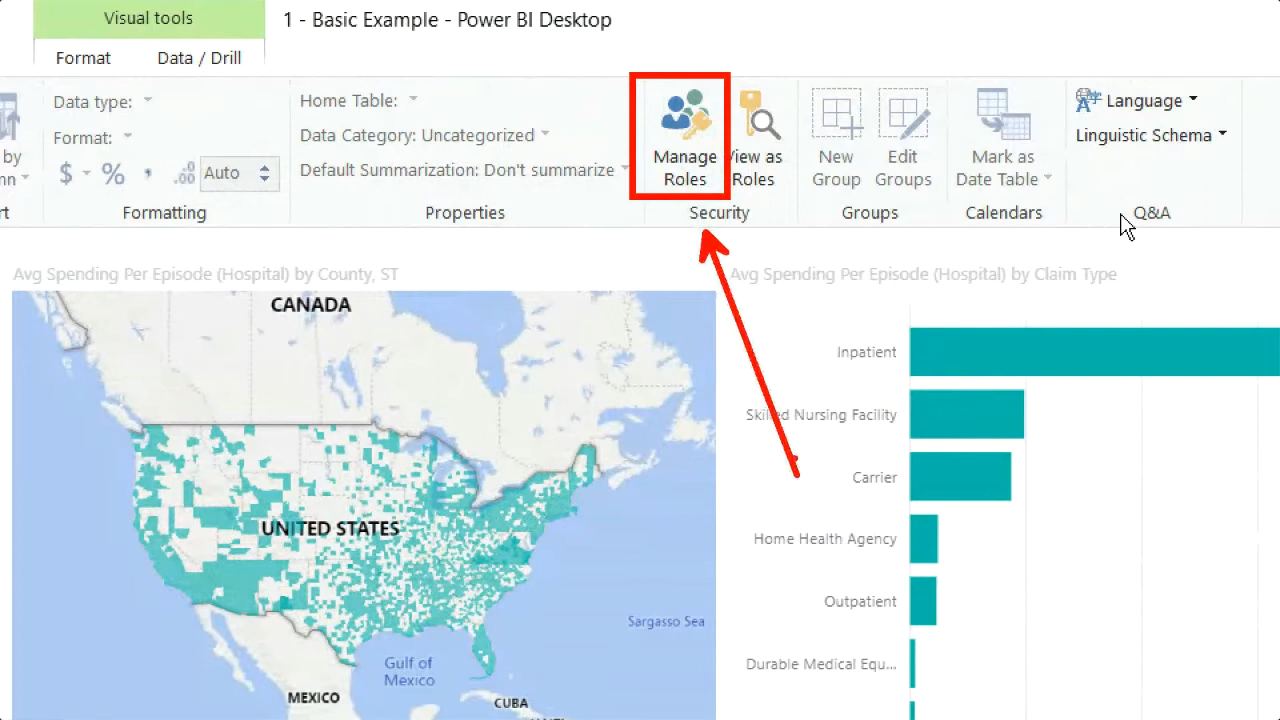 Visual tools
1 - Basic Example - Power BI Desktop
Format
Data / Drill
by
Data type:
Format:
$ % , .00 Auto
Formatting
Home Table:
Data Category: Uncategorized
Default Summarization: Don't summarize
Properties
Manage
Roles
View as
Roles
Security
New
Group
Edit
Groups
Groups
Mark as
Date Table
Calendars
Language
Linguistic Schema
Q&A
Avg Spending Per Episode (Hospital) by County, ST
CANADA
UNITED STATES
Sargasso Sea
Gulf of
Mexico
MEXICO
CUBA
Avg Spending Per Episode (Hospital) by Claim Type
Inpatient
Skilled Nursing Facility
Carrier
Home Health Agency
Outpatient
Durable Medical Equ...